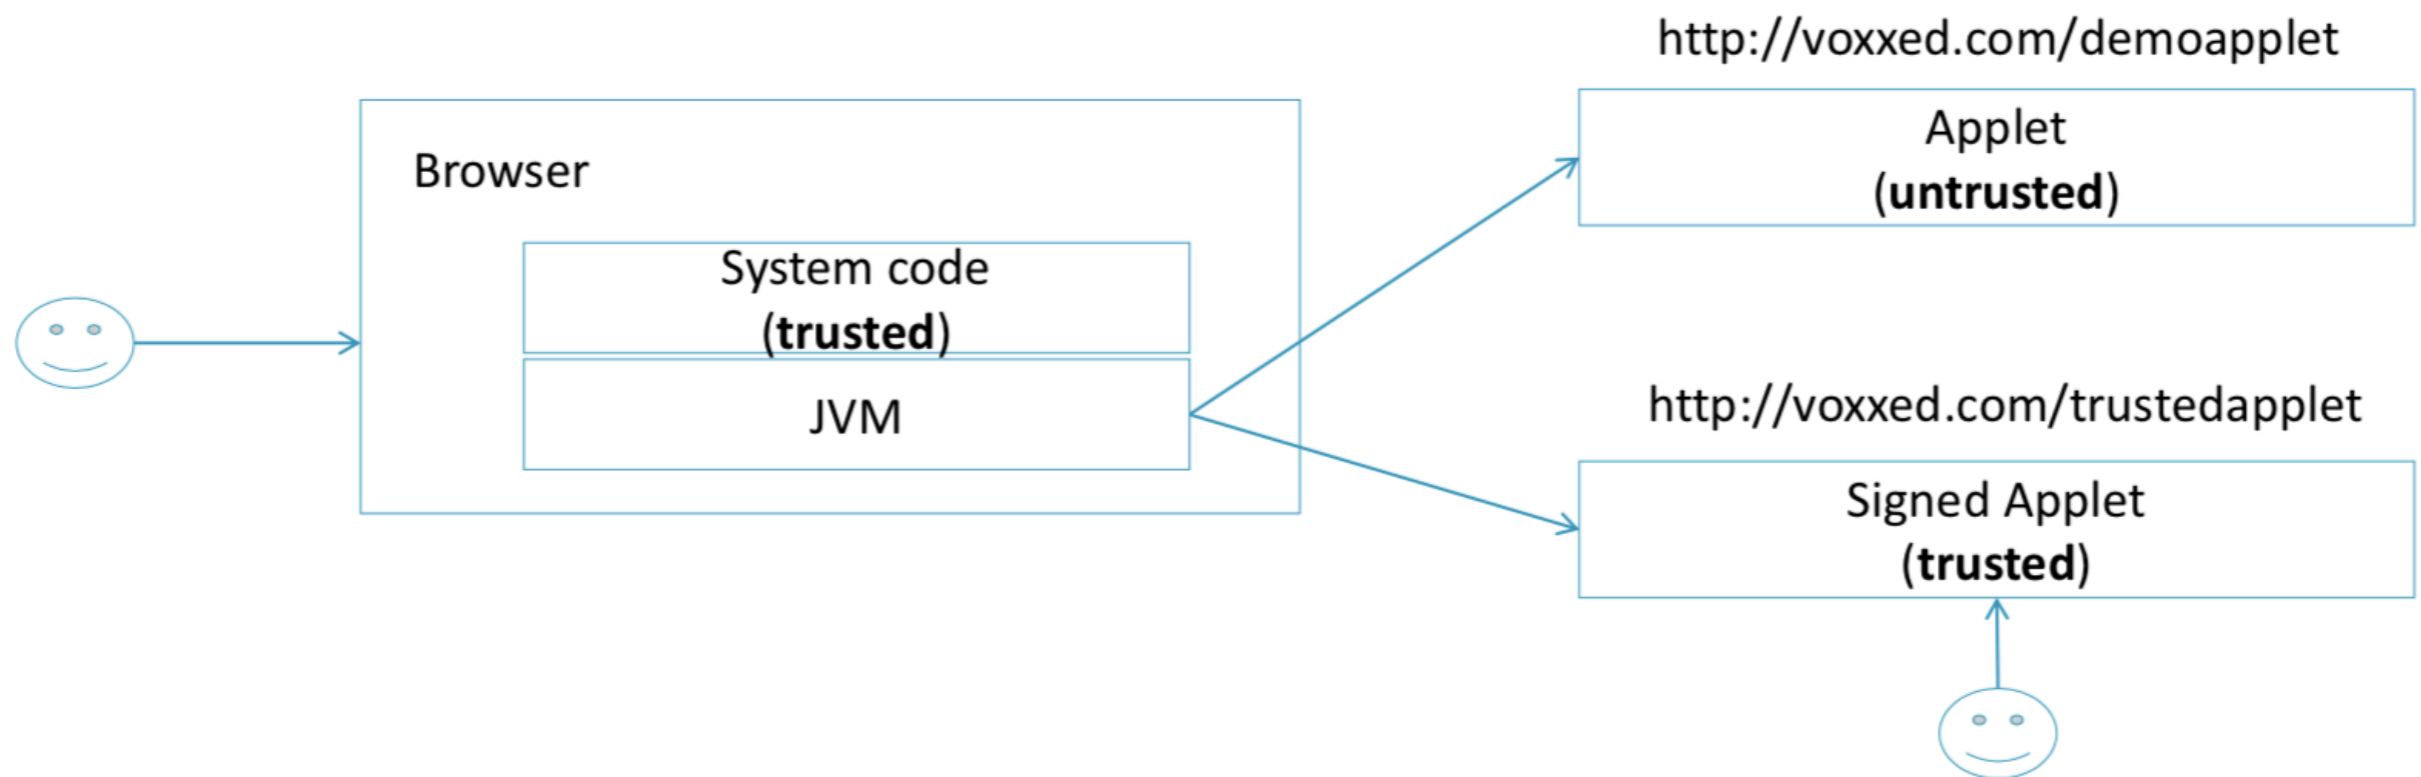 http://voxxed.com/demoapplet
Applet
(untrusted)
Browser
System code
(trusted)
JVM
http://voxxed.com/trustedapplet
Signed Applet
(trusted)